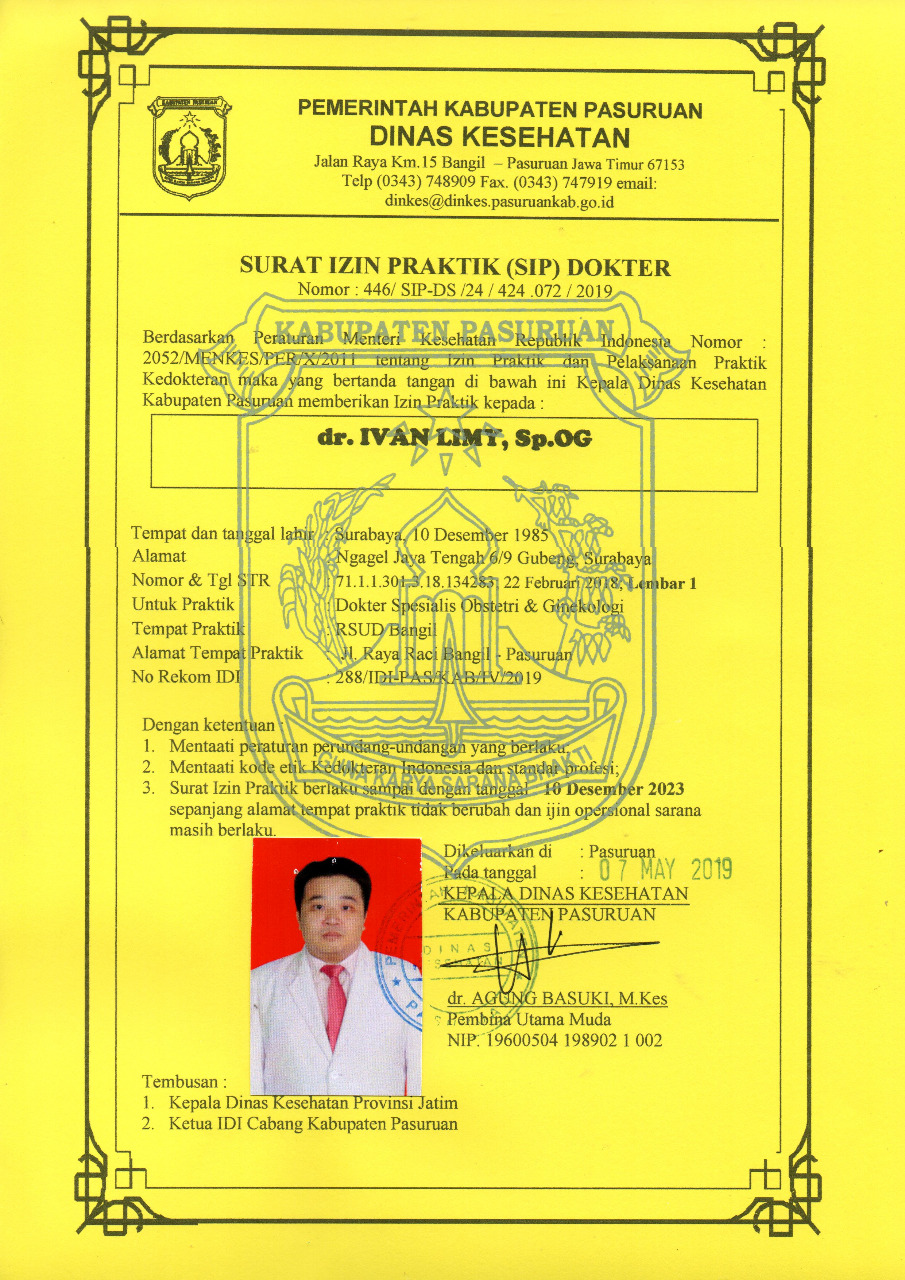 KABUPATEN PASURUAN
PEMERINTAH KABUPATEN PASURUAN
DINAS KESEHATAN
Jalan Raya Km.15 Bangil – Pasuruan Jawa Timur 67153
Telp (0343) 748909 Fax. (0343) 747919 email:
dinkes@dinkes.pasuruankab.go.id
SURAT IZIN PRAKTIK (SIP) DOKTER
Nomor : 446/ SIP-DS /24 / 424 .072 / 2019
KABUPATEN PASURUAN
Berdasarkan Peraturan Menteri Kesehatan Republik Indonesia Nomor :
2052/MENKES/PER/X/2011 tentang Izin Praktik dan Pelaksanaan Praktik
Kedokteran maka yang bertanda tangan di bawah ini Kepala Dinas Kesehatan
Kabupaten Pasuruan memberikan Izin Praktik kepada :
dr. IVAN LIMY, Sp.OG
Tempat dan tanggal lahir : Surabaya, 10 Desember 1985
Alamat : Ngagel Jaya Tengah 6/9 Gubeng, Surabaya
Nomor & Tgl STR : 71.1.1.301.3.18.134283; 22 Februari 2018, Lembar 1
Untuk Praktik : Dokter Spesialis Obstetri & Ginekologi
Tempat Praktik : RSUD Bangil
Alamat Tempat Praktik : Jl. Raya Raci Bangil - Pasuruan
No Rekom IDI : 288/IDI-PAS/KAB/IV/2019
Dengan ketentuan :
1. Mentaati peraturan perundang-undangan yang berlaku;
2. Mentaati kode etik Kedokteran Indonesia dan standar profesi;
3. Surat Izin Praktik berlaku sampai dengan tanggal 10 Desember 2023
sepanjang alamat tempat praktik tidak berubah dan ijin opersional sarana
masih berlaku.
Dikeluarkan di : Pasuruan
Pada tanggal : 07 MAY 2019
KEPALA DINAS KESEHATAN
KABUPATEN PASURUAN
DINAS
KESEHATAN
dr. AGUNG BASUKI, M.Kes
Pembina Utama Muda
NIP. 19600504 198902 1 002
Tembusan :
1. Kepala Dinas Kesehatan Provinsi Jatim
2. Ketua IDI Cabang Kabupaten Pasuruan